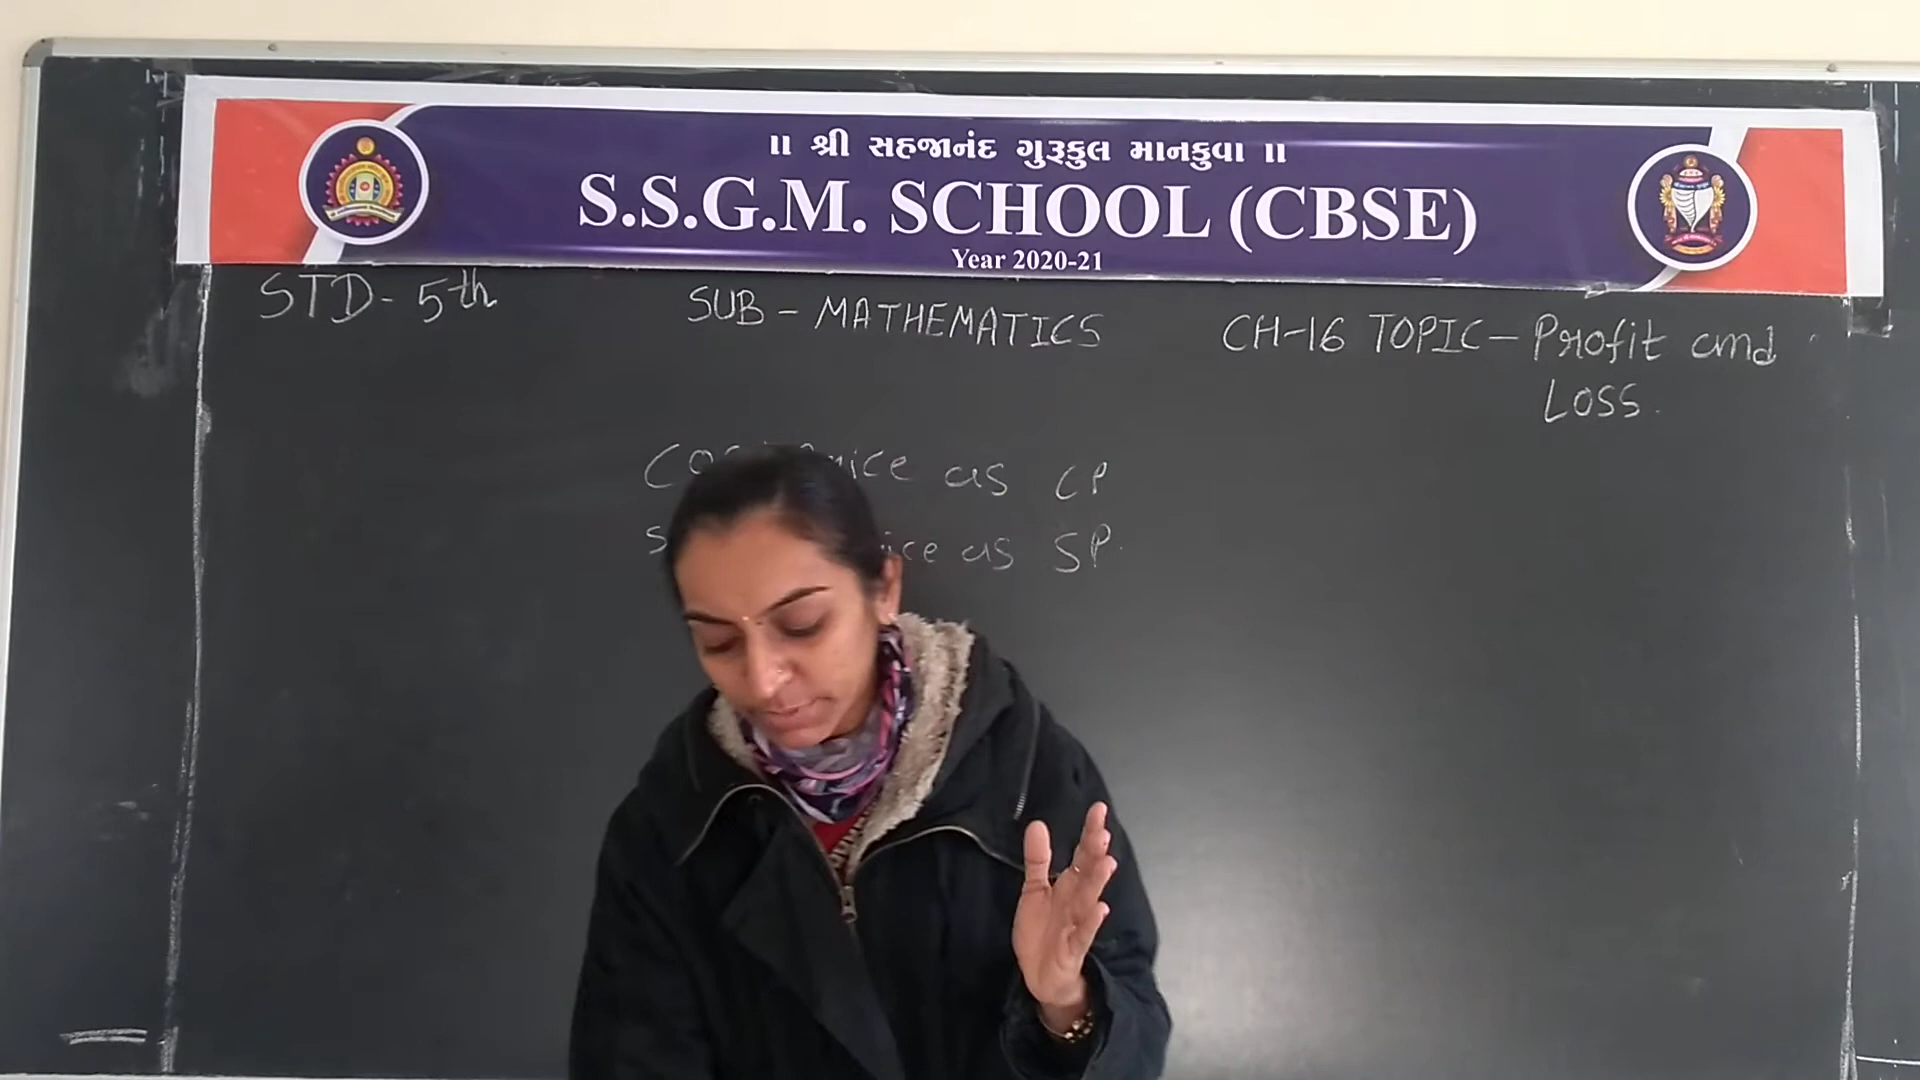 ॥ શ્રી સહજાનંદ ગુરૂકુલ માનકુવા ॥
S.S.G.M. SCHOOL (CBSE)
Year 2020-21
STD- 5th
SUB - MATHEMATICS
CH-16 TOPIC - Profit and
LOSS.
as CP
as SP.